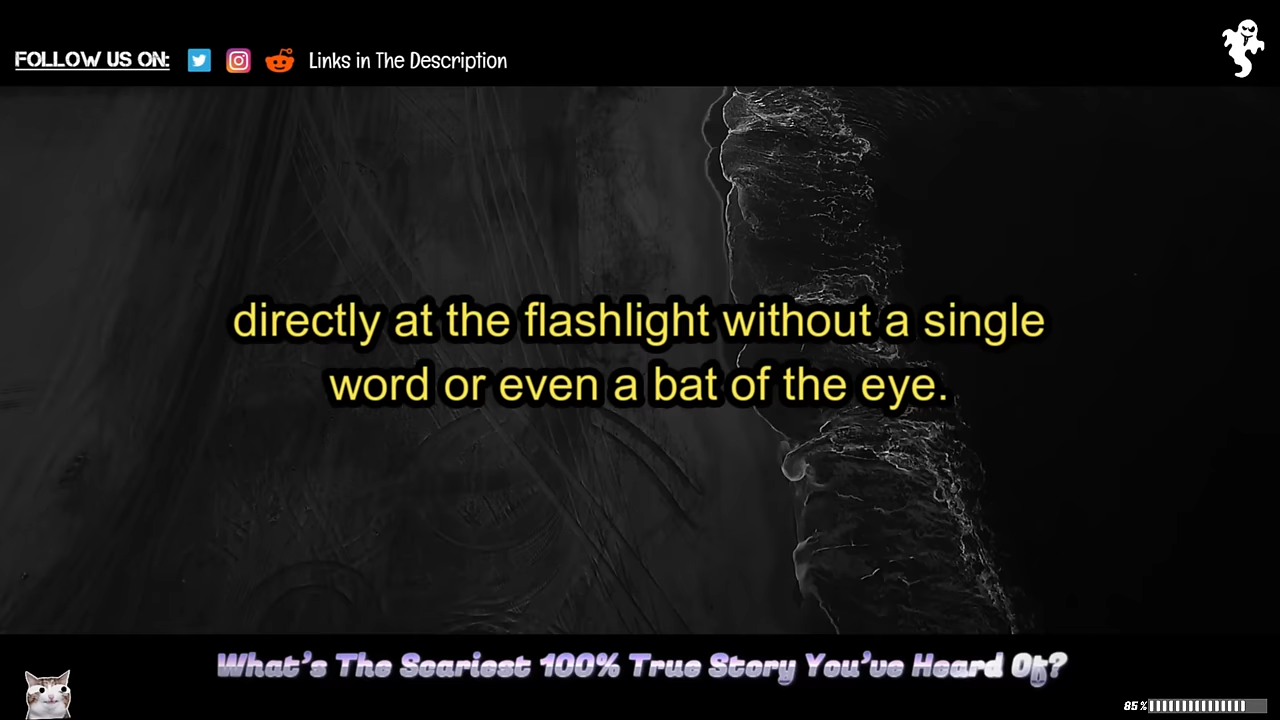 FOLLOW US ON: Links in The Description
directly at the flashlight without a single
word or even a bat of the eye.
What's The Scariest 100% True Story You've Heard Of?
85%